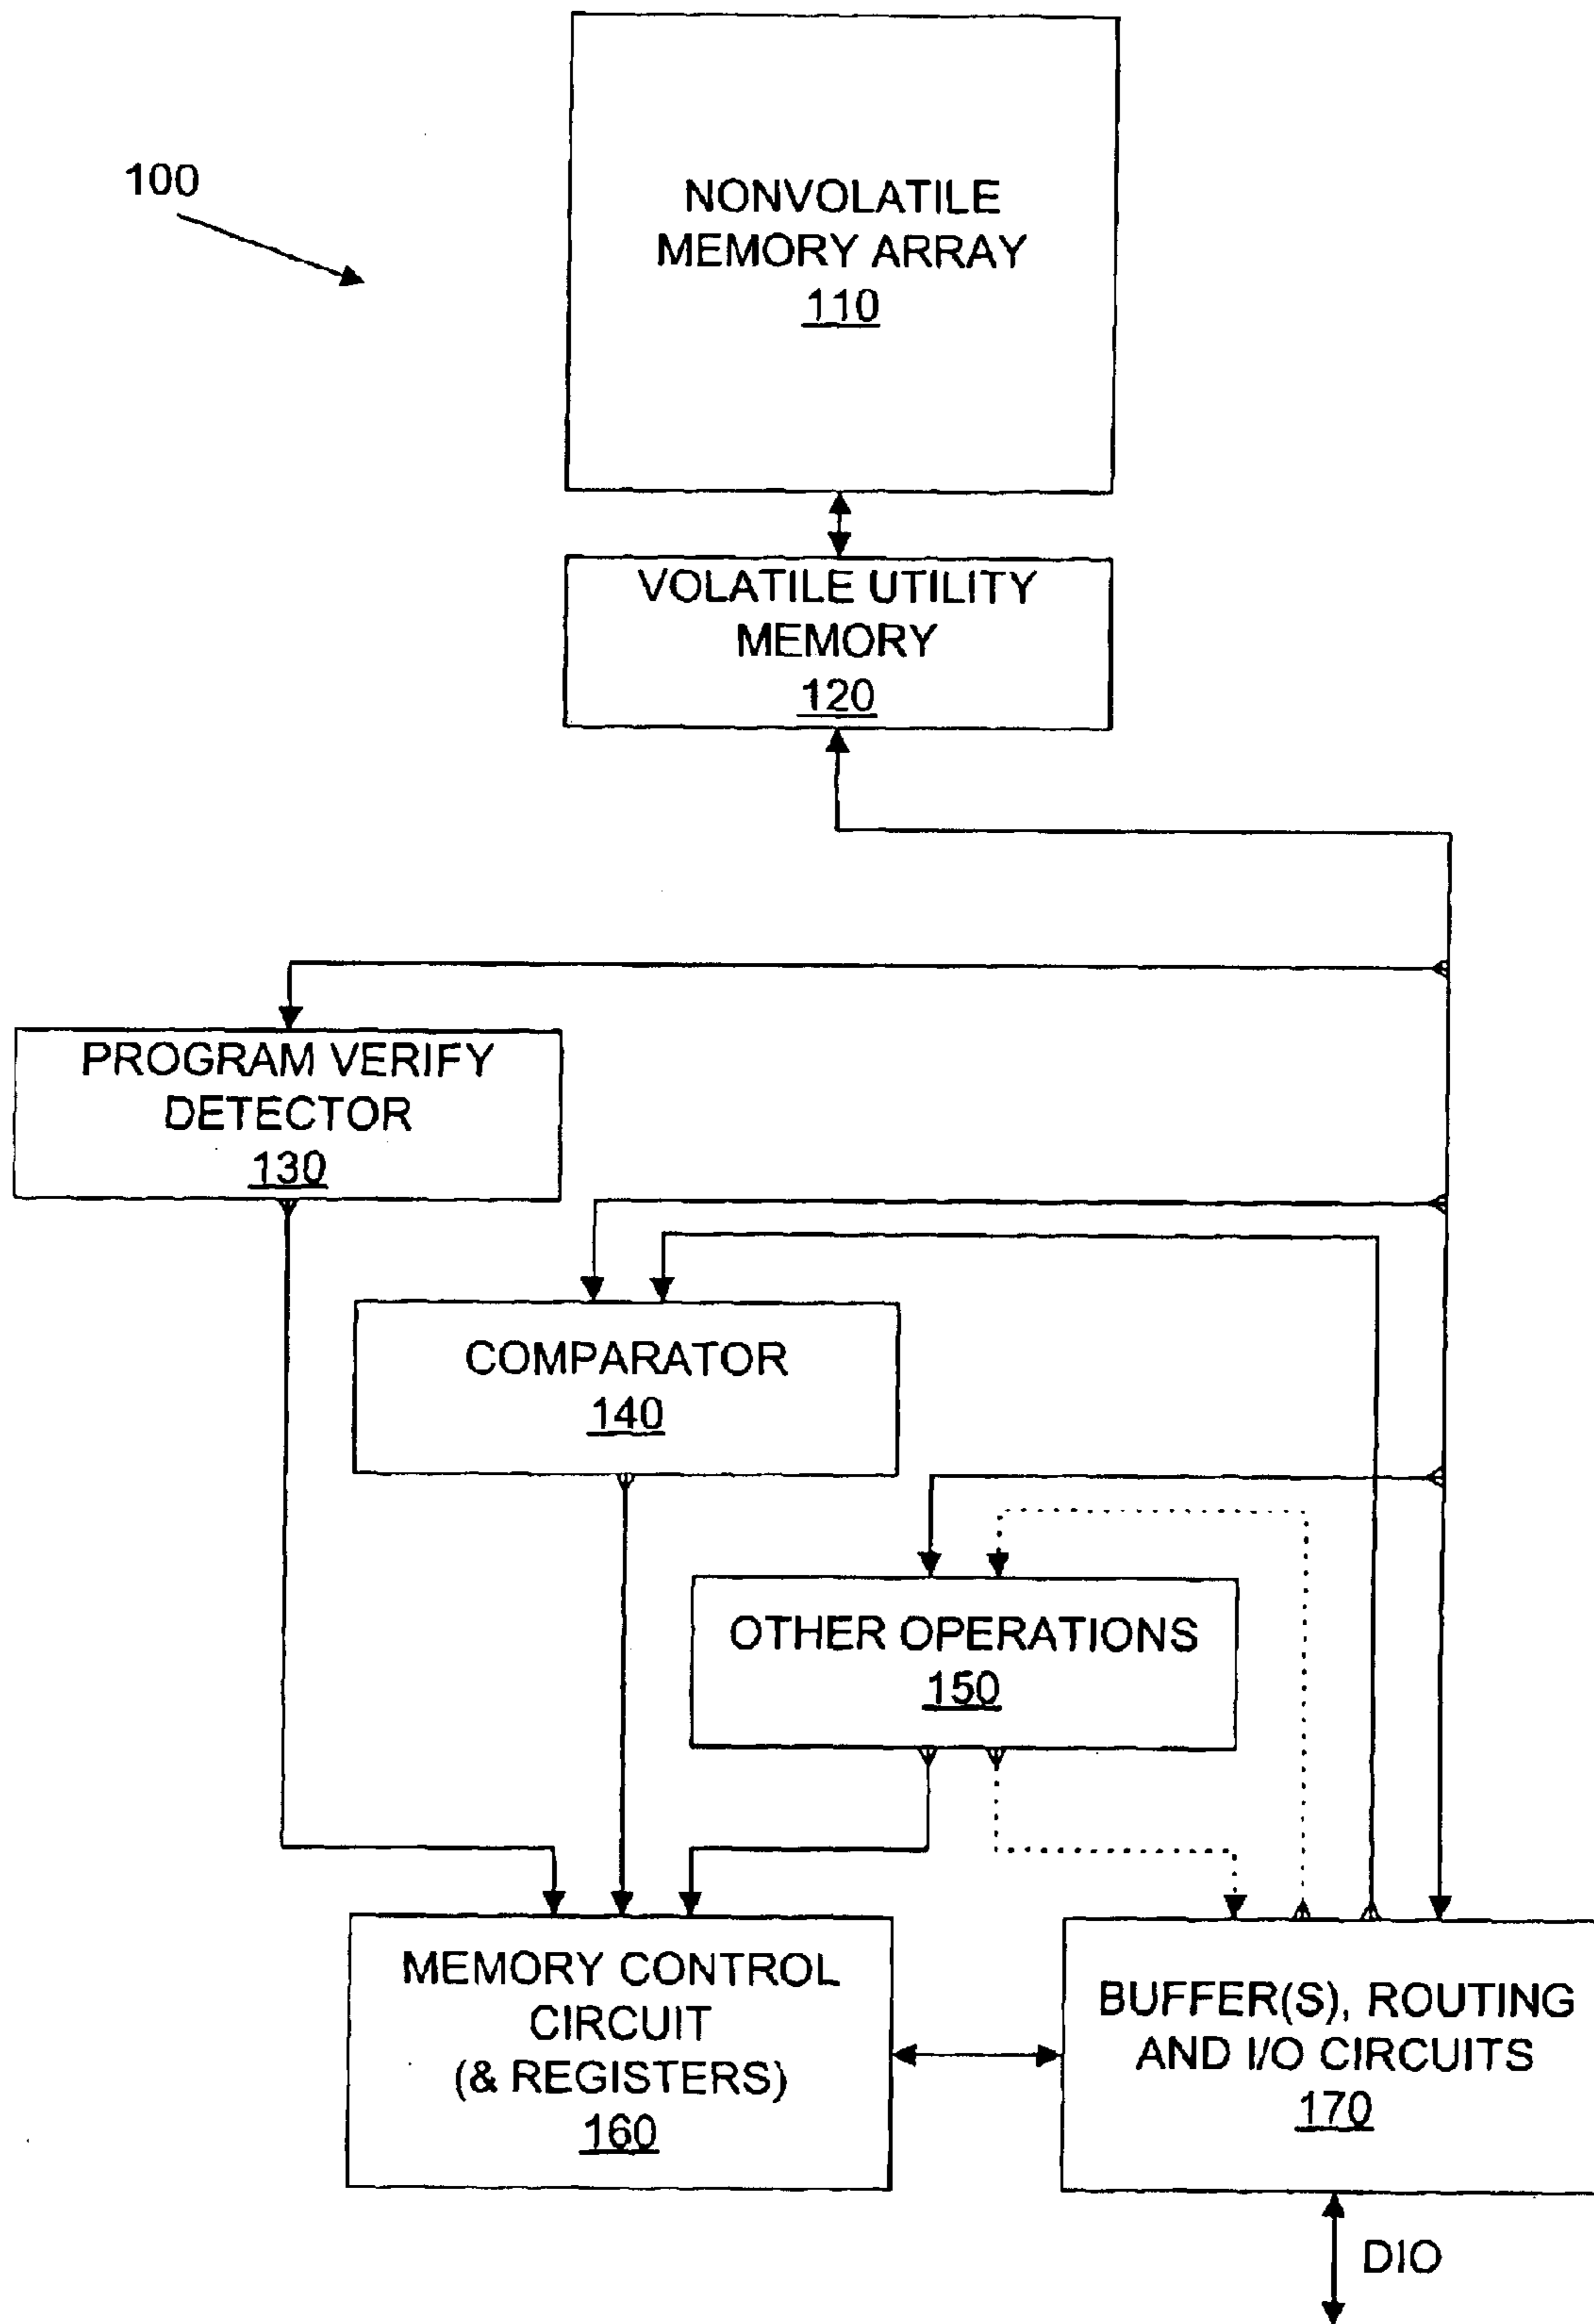 100
NONVOLATILE
MEMORY ARRAY
110
VOLATILE UTILITY
MEMORY
120
PROGRAM VERIFY
DETECTOR
130
COMPARATOR
140
OTHER OPERATIONS
150
MEMORY CONTROL
CIRCUIT
(& REGISTERS)
160
BUFFER(S), ROUTING
AND I/O CIRCUITS
170
DIO